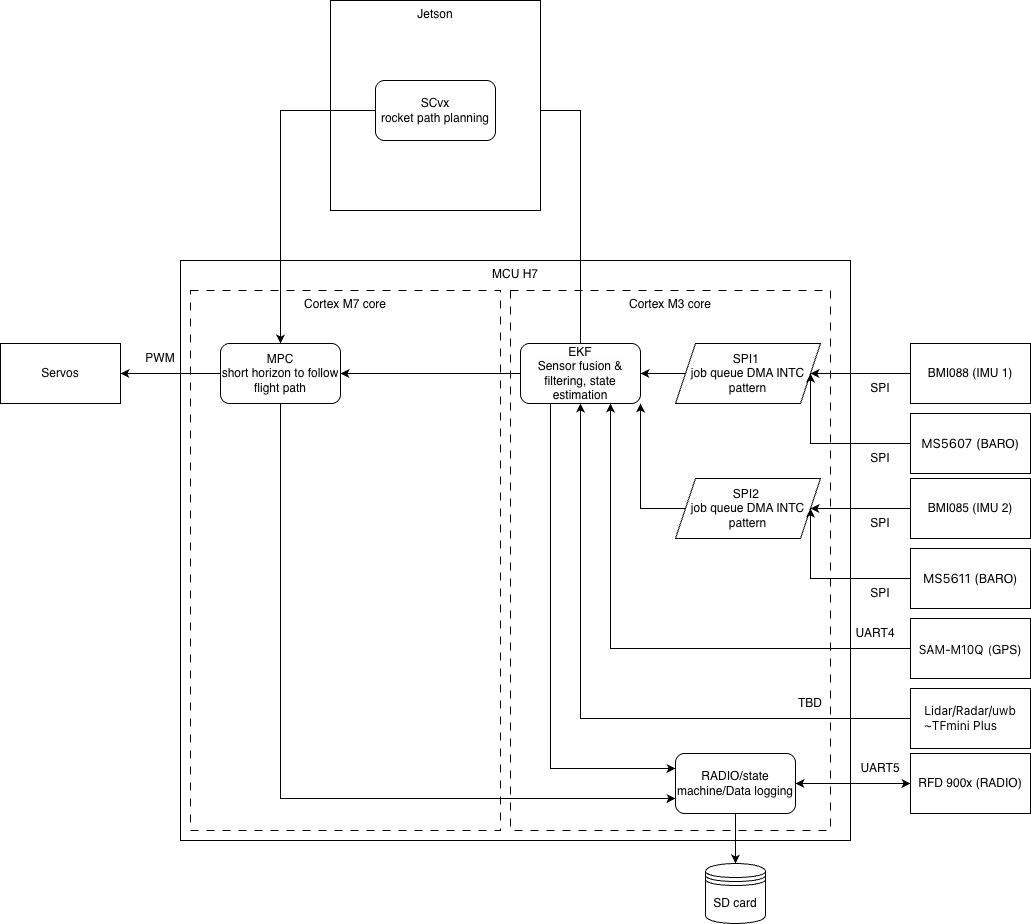 Jetson
SCvx
rocket path planning
MCU H7
Cortex M7 core
Cortex M3 core
Servos
PWM
MPC
short horizon to follow
flight path
EKF
Sensor fusion &
filtering, state
estimation
SPI1
job queue DMA INTC
pattern
SPI
BMI088 (IMU 1)
SPI
MS5607 (BARO)
SPI2
job queue DMA INTC
pattern
SPI
BMI085 (IMU 2)
SPI
MS5611 (BARO)
UART4
SAM-M10Q (GPS)
TBD
Lidar/Radar/uwb
~TFmini Plus
RADIO/state
machine/Data logging
UART5
RFD 900x (RADIO)
SD card